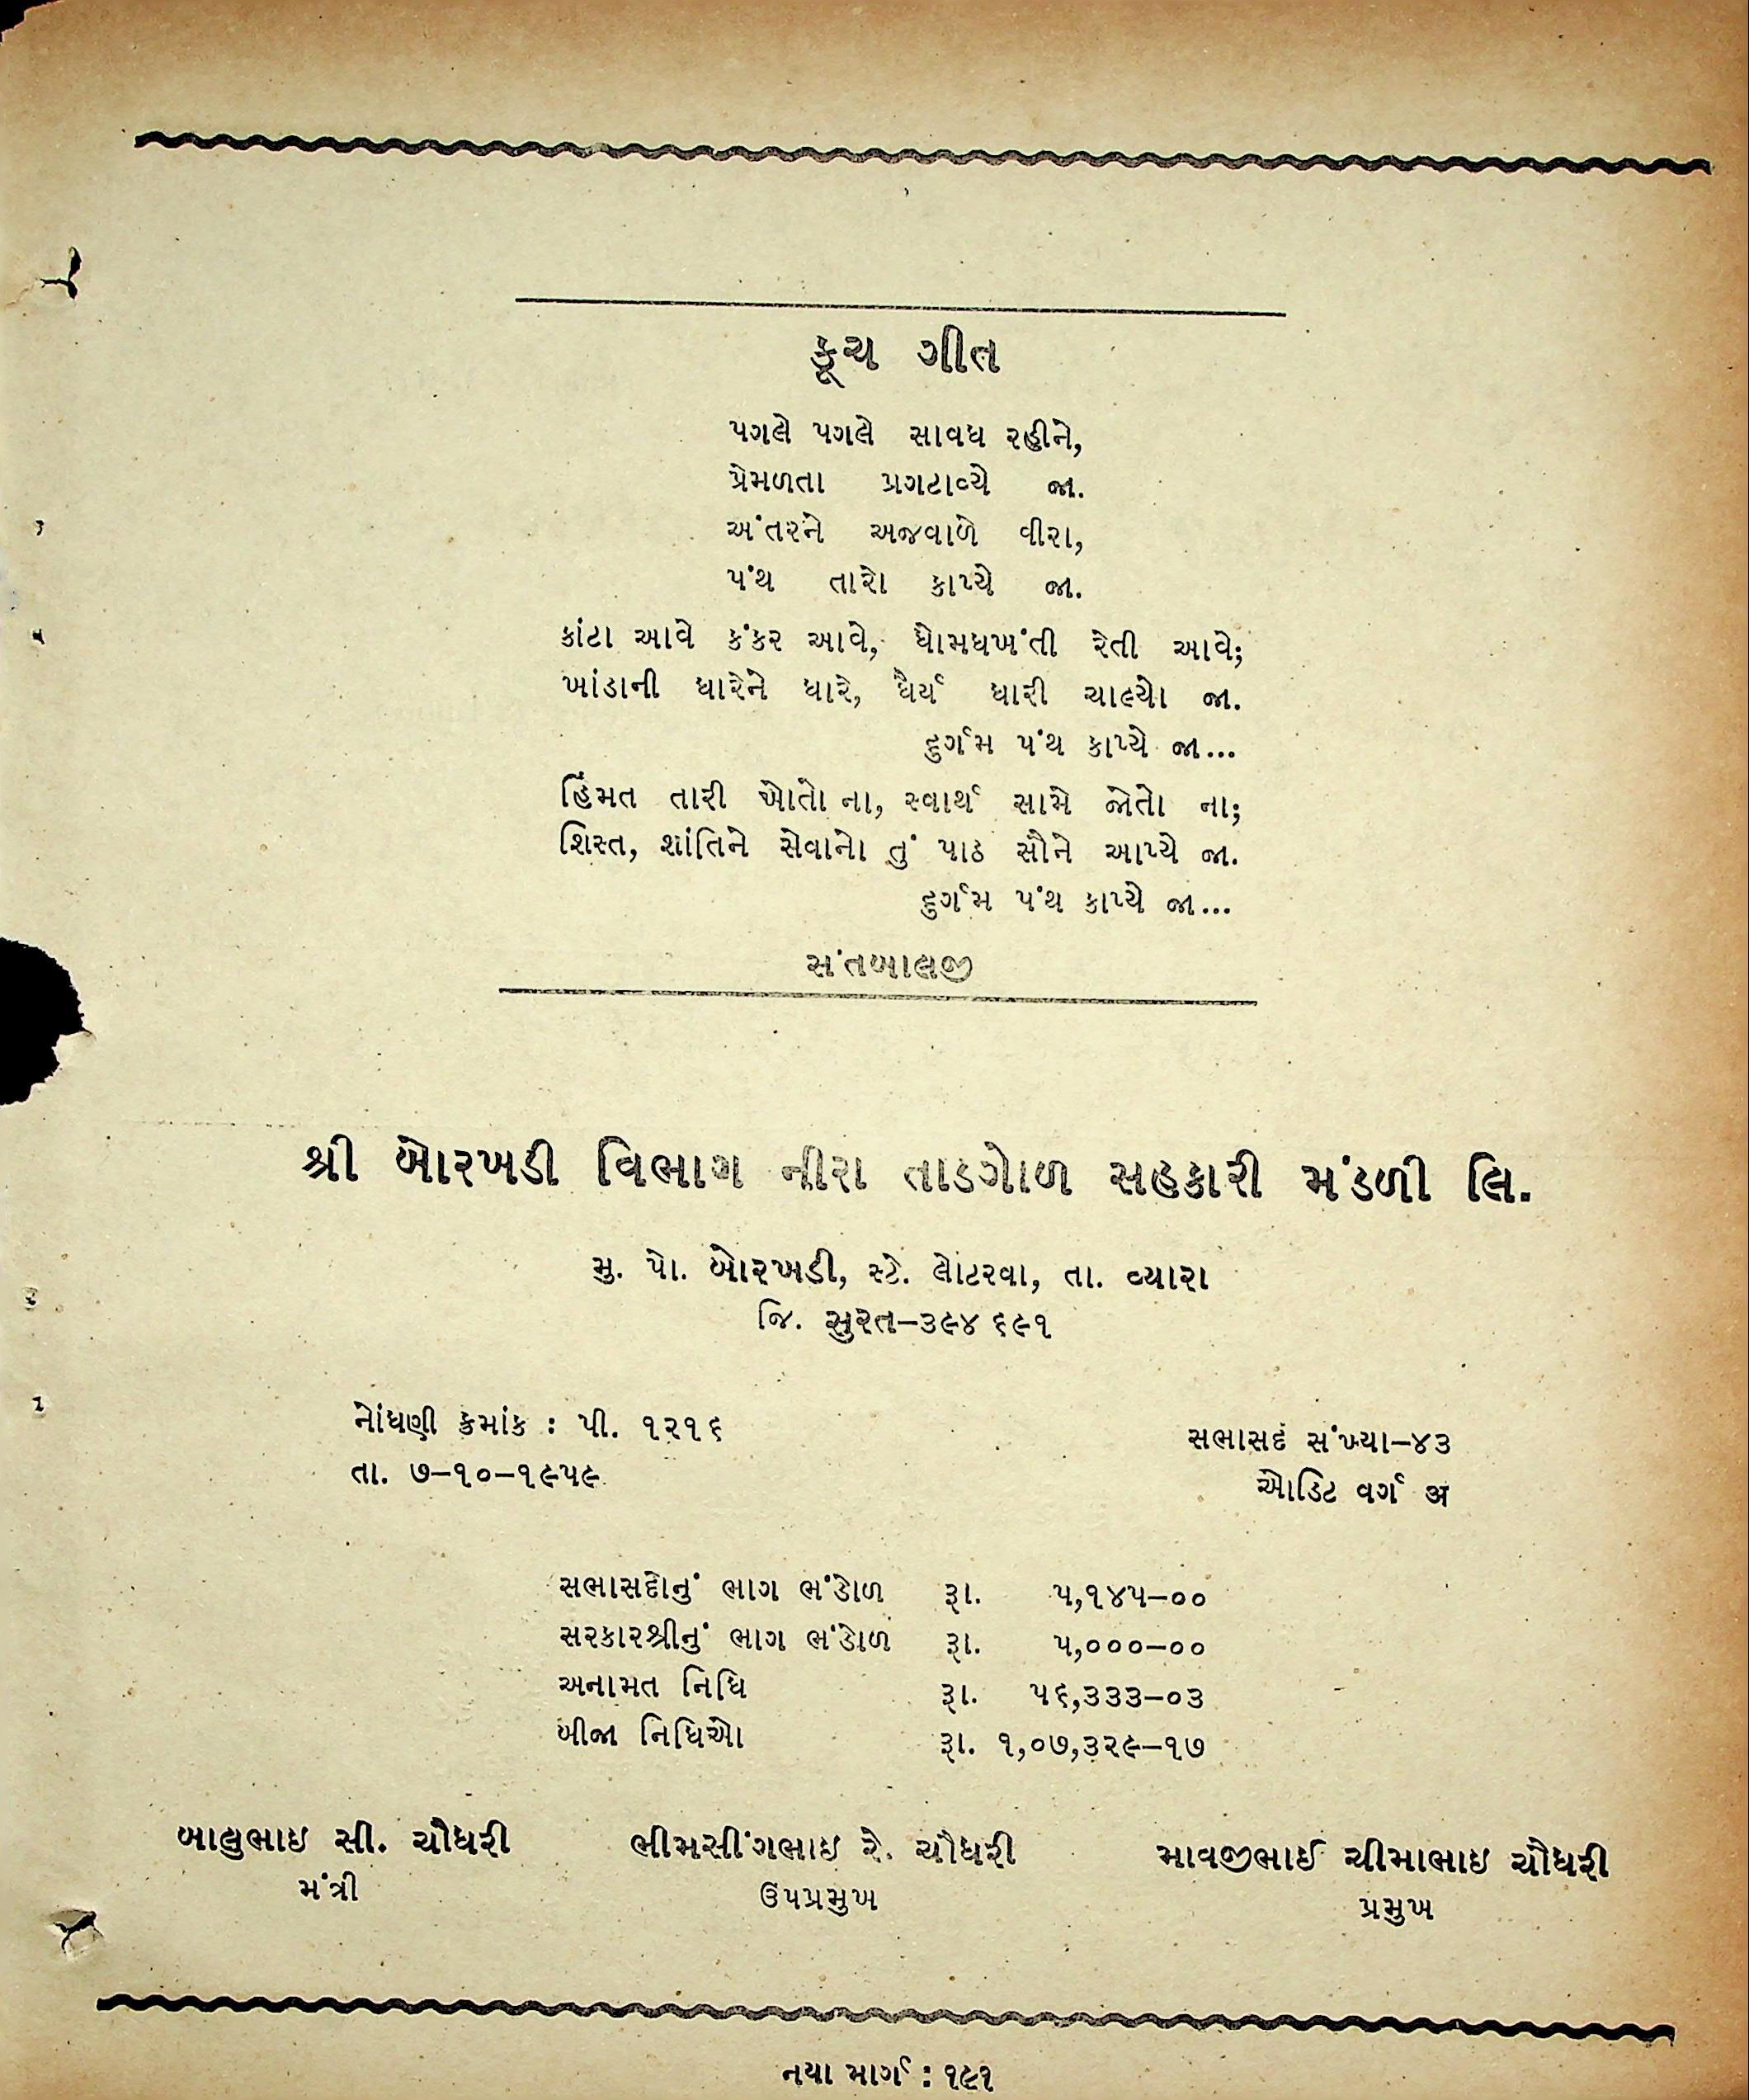 કૂચ ગીત
પગલે પગલે સાવધ રહીને,
પ્રેમળતા પ્રગટાવ્યે જા.
અંતરને અજવાળે વીરા,
પંથ તારો કાપ્યે જા.
કાંટા આવે કંકર આવે, ધોમધખંતી રેતી આવે;
ખાંડાની ધારેને ધારે, ધૈર્ય ધારી ચાલ્યો જા.
દુર્ગમ પંથ કાપ્યે જા...
હિંમત તારી ખોતો ના, સ્વાર્થ સામે જોતો ના;
શિસ્ત, શાંતિને સેવાનો તું પાઠ સૌને આપ્યે જા.
દુર્ગમ પંથ કાપ્યે જા...
સંતબાલજી
શ્રી બોરખડી વિભાગ નીરા તાડગોળ સહકારી મંડળી લિ.
મુ. પો. બોરખડી, સ્ટે. લોટરવા, તા. વ્યારા
જિ. સુરત–૩૯૪ ૬૯૧
નોંધણી ક્રમાંક : પી. ૧૨૧૬
તા. ૭–૧૦–૧૯૫૯
સભાસદ સંખ્યા–૪૩
ઓડિટ વર્ગ અ
સભાસદોનું ભાગ ભંડોળ રૂા. ૫,૧૪૫–૦૦
સરકારશ્રીનું ભાગ ભંડોળ રૂા. ૫,૦૦૦–૦૦
અનામત નિધિ રૂા. ૫૬,૩૩૩–૦૩
બીજા નિધિઓ રૂા. ૧,૦૭,૩૨૯–૧૭
બાલુભાઇ સી. ચૌધરી
મંત્રી
ભીમસીંગભાઇ રે. ચૌધરી
ઉપપ્રમુખ
માવજીભાઈ ચીમાભાઇ ચૌધરી
પ્રમુખ
નયા માર્ગ : ૧૯૧